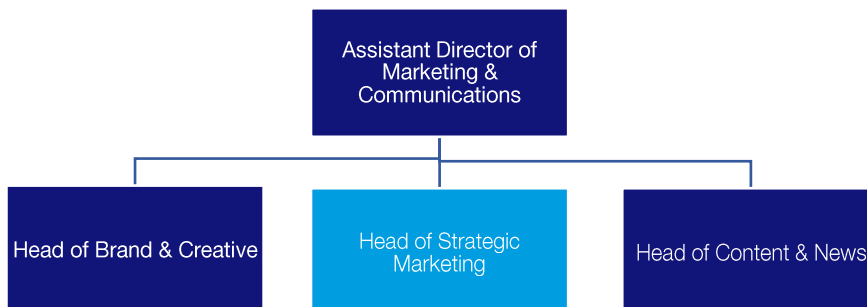 Assistant Director of
Marketing &
Communications
Head of Brand & Creative
Head of Strategic
Marketing
Head of Content & News